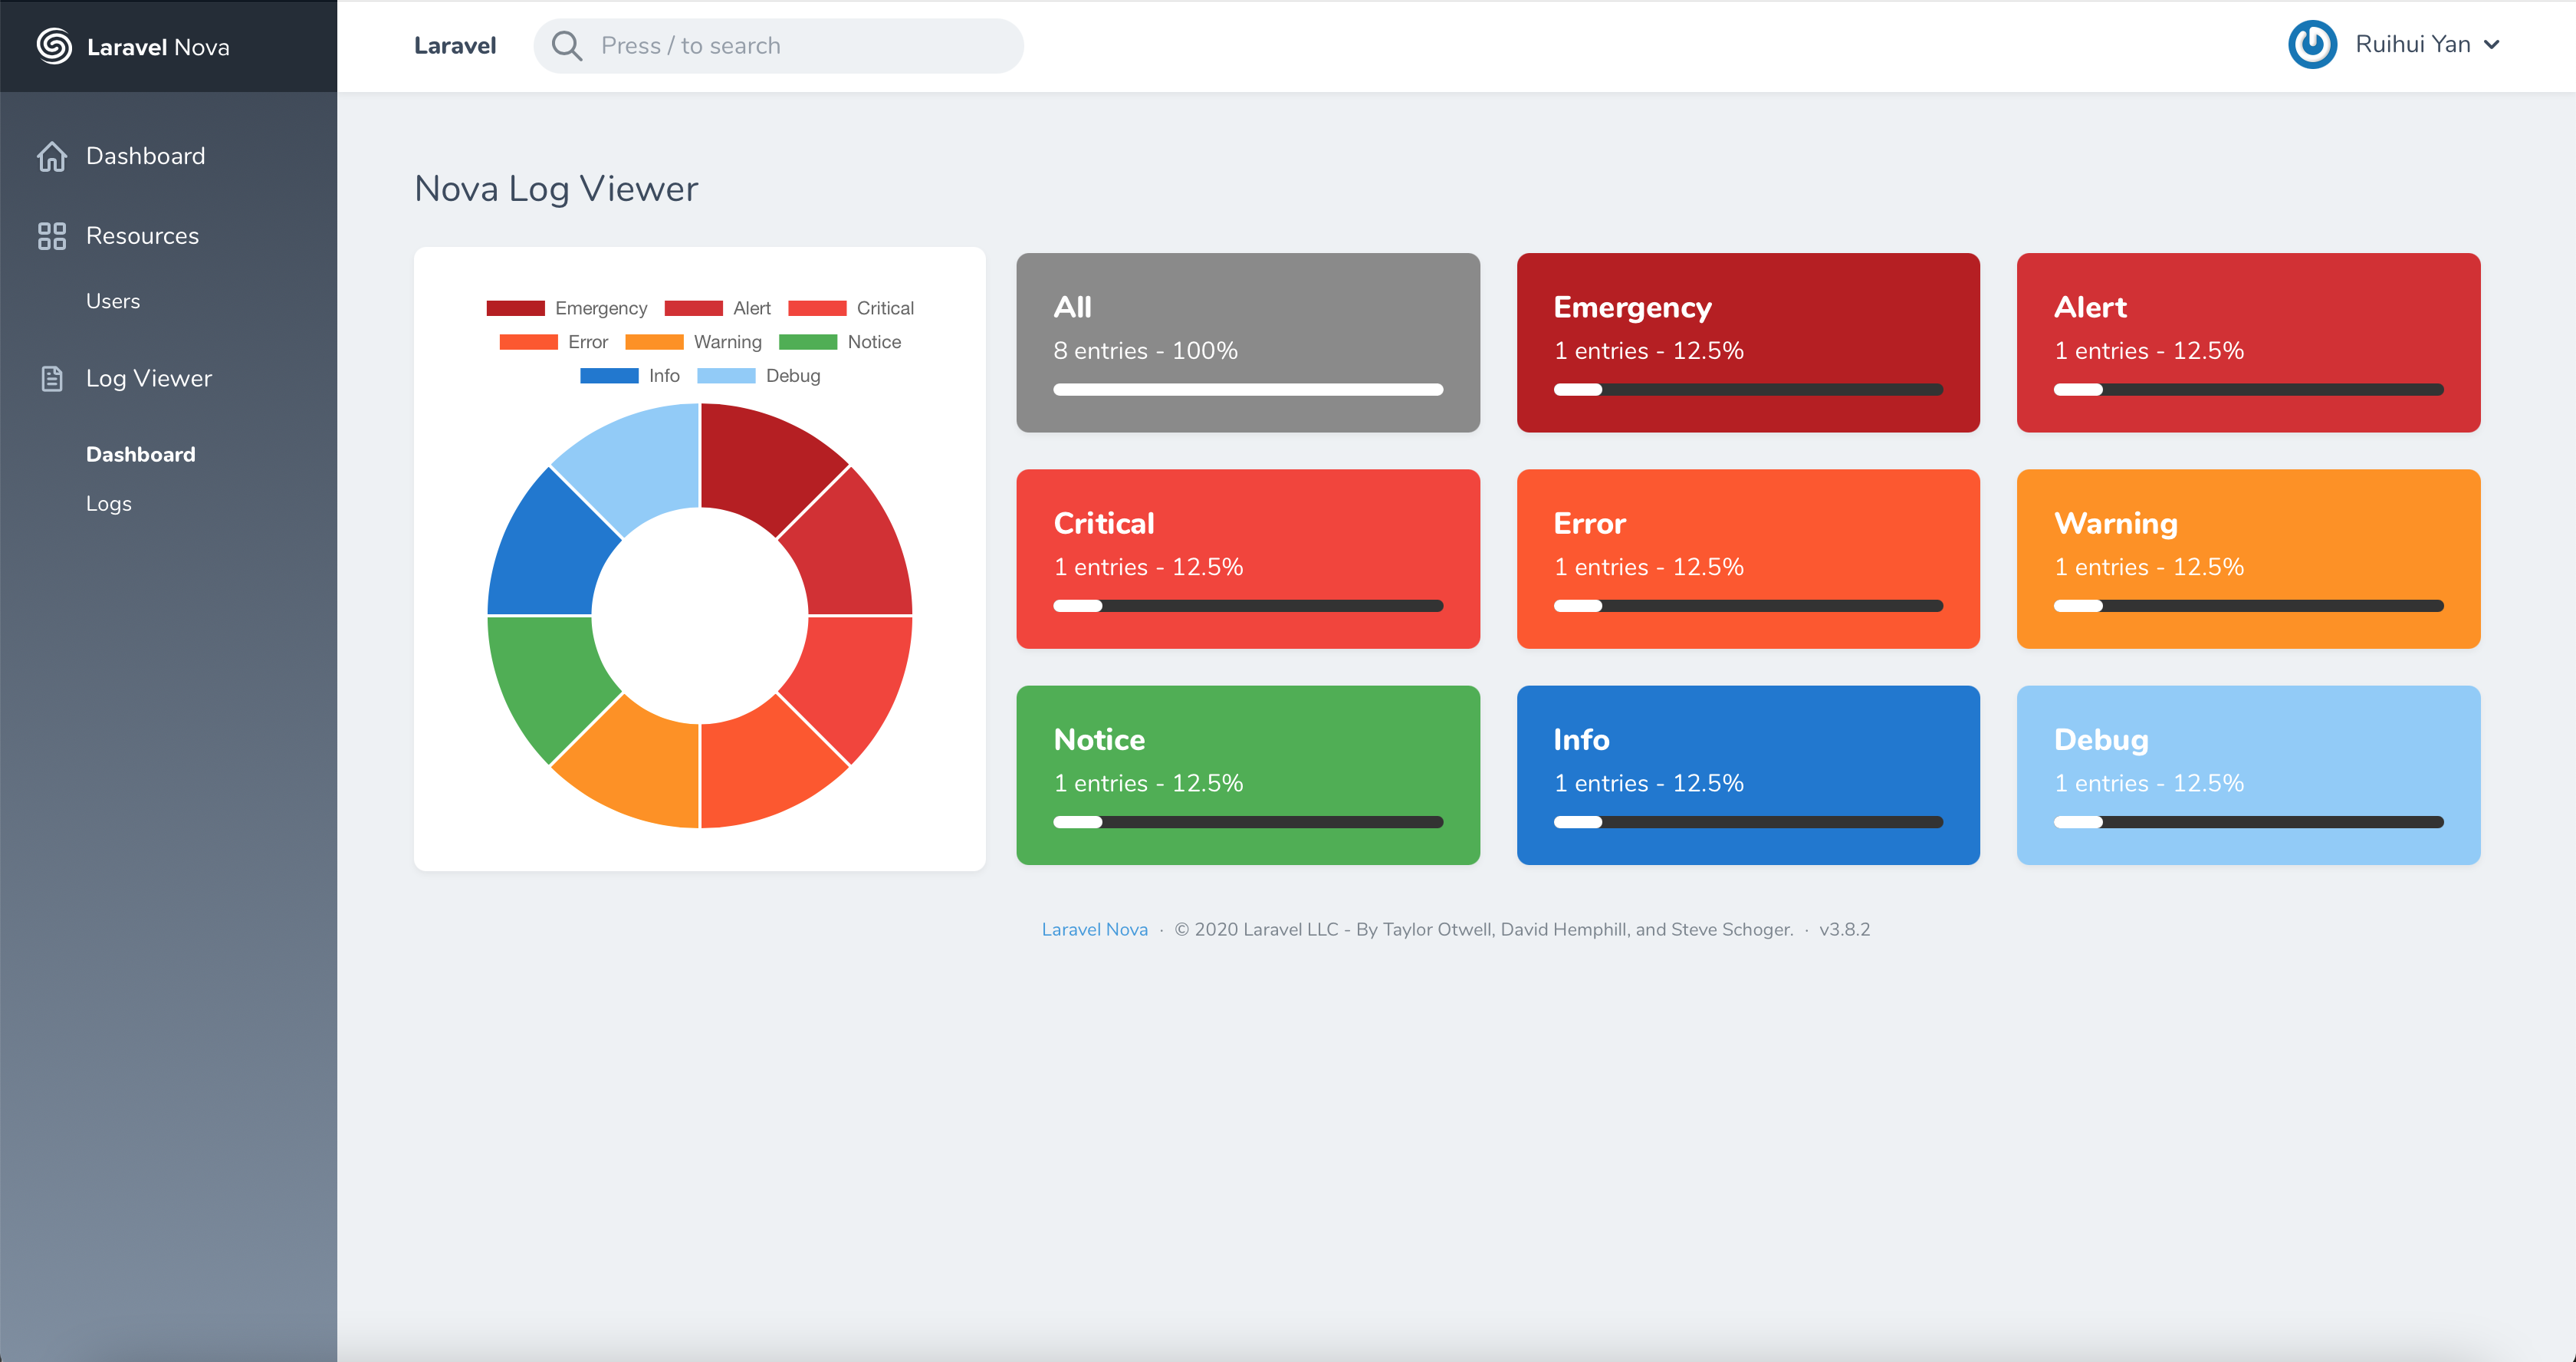 Laravel Nova
Laravel
Press / to search
Ruihui Yan
Dashboard
Resources
Users
Log Viewer
Dashboard
Logs
Nova Log Viewer
Emergency Alert Critical
Error Warning Notice
Info Debug
All
8 entries - 100%
Emergency
1 entries - 12.5%
Alert
1 entries - 12.5%
Critical
1 entries - 12.5%
Error
1 entries - 12.5%
Warning
1 entries - 12.5%
Notice
1 entries - 12.5%
Info
1 entries - 12.5%
Debug
1 entries - 12.5%
Laravel Nova · © 2020 Laravel LLC - By Taylor Otwell, David Hemphill, and Steve Schoger. · v3.8.2